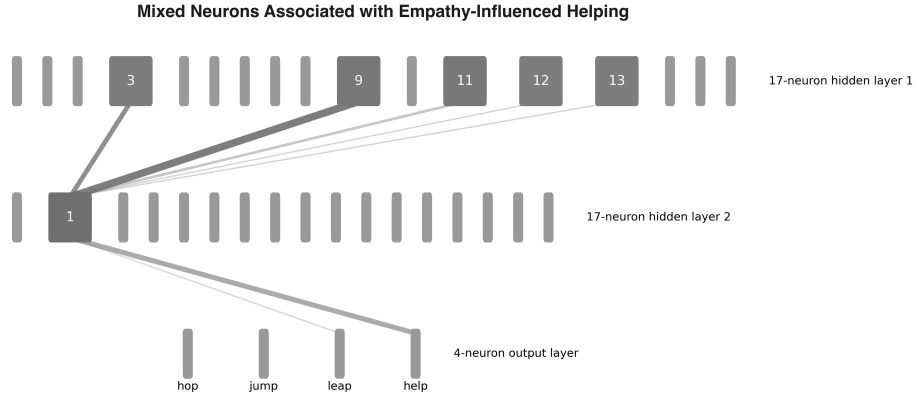 Mixed Neurons Associated with Empathy-Influenced Helping
3 9 11 12 13 17-neuron hidden layer 1
1 17-neuron hidden layer 2
4-neuron output layer
hop jump leap help